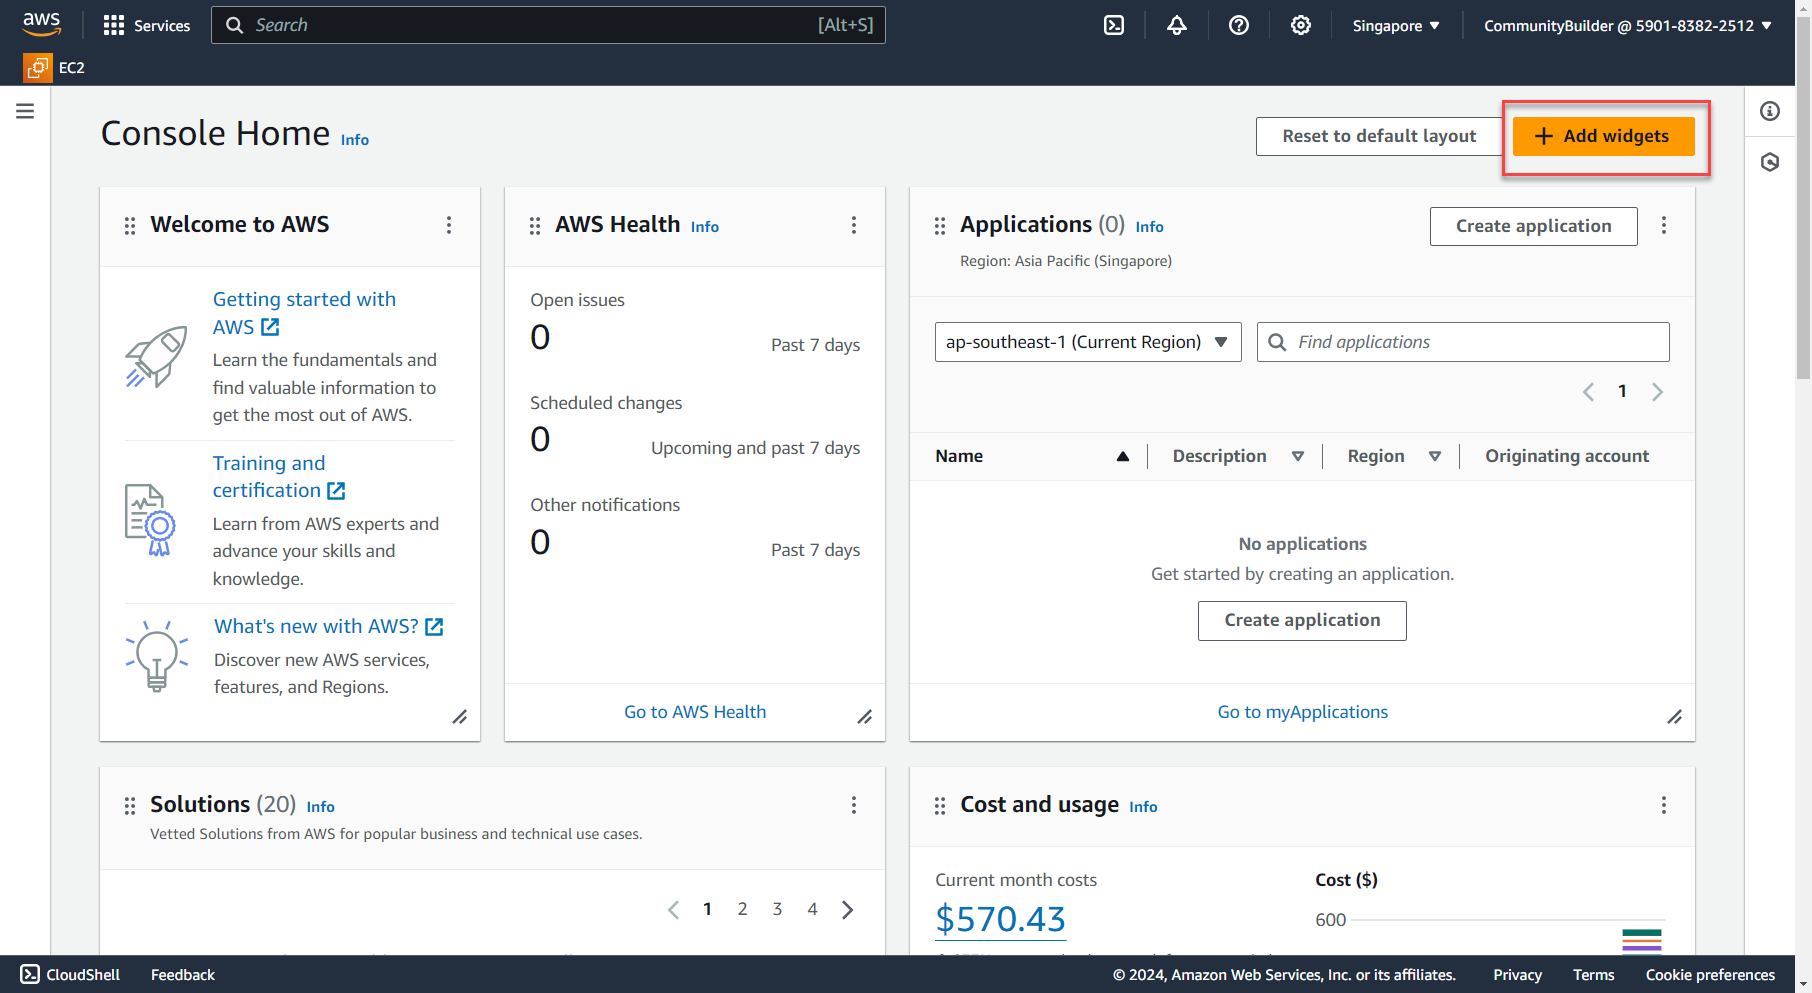 aws
Services
Search [Alt+S]
Singapore
CommunityBuilder @ 5901-8382-2512
EC2
Console Home Info
Reset to default layout
Add widgets
Welcome to AWS
Getting started with
AWS
Learn the fundamentals and
find valuable information to
get the most out of AWS.
Training and
certification
Learn from AWS experts and
advance your skills and
knowledge.
What's new with AWS?
Discover new AWS services,
features, and Regions.
AWS Health Info
Open issues
0 Past 7 days
Scheduled changes
0 Upcoming and past 7 days
Other notifications
0 Past 7 days
Go to AWS Health
Applications (0) Info
Create application
Region: Asia Pacific (Singapore)
ap-southeast-1 (Current Region)
Find applications
1
Name Description Region Originating account
No applications
Get started by creating an application.
Create application
Go to myApplications
Solutions (20) Info
Vetted Solutions from AWS for popular business and technical use cases.
1 2 3 4
Cost and usage Info
Current month costs
$570.43
Cost ($)
600
CloudShell Feedback
© 2024, Amazon Web Services, Inc. or its affiliates. Privacy Terms Cookie preferences